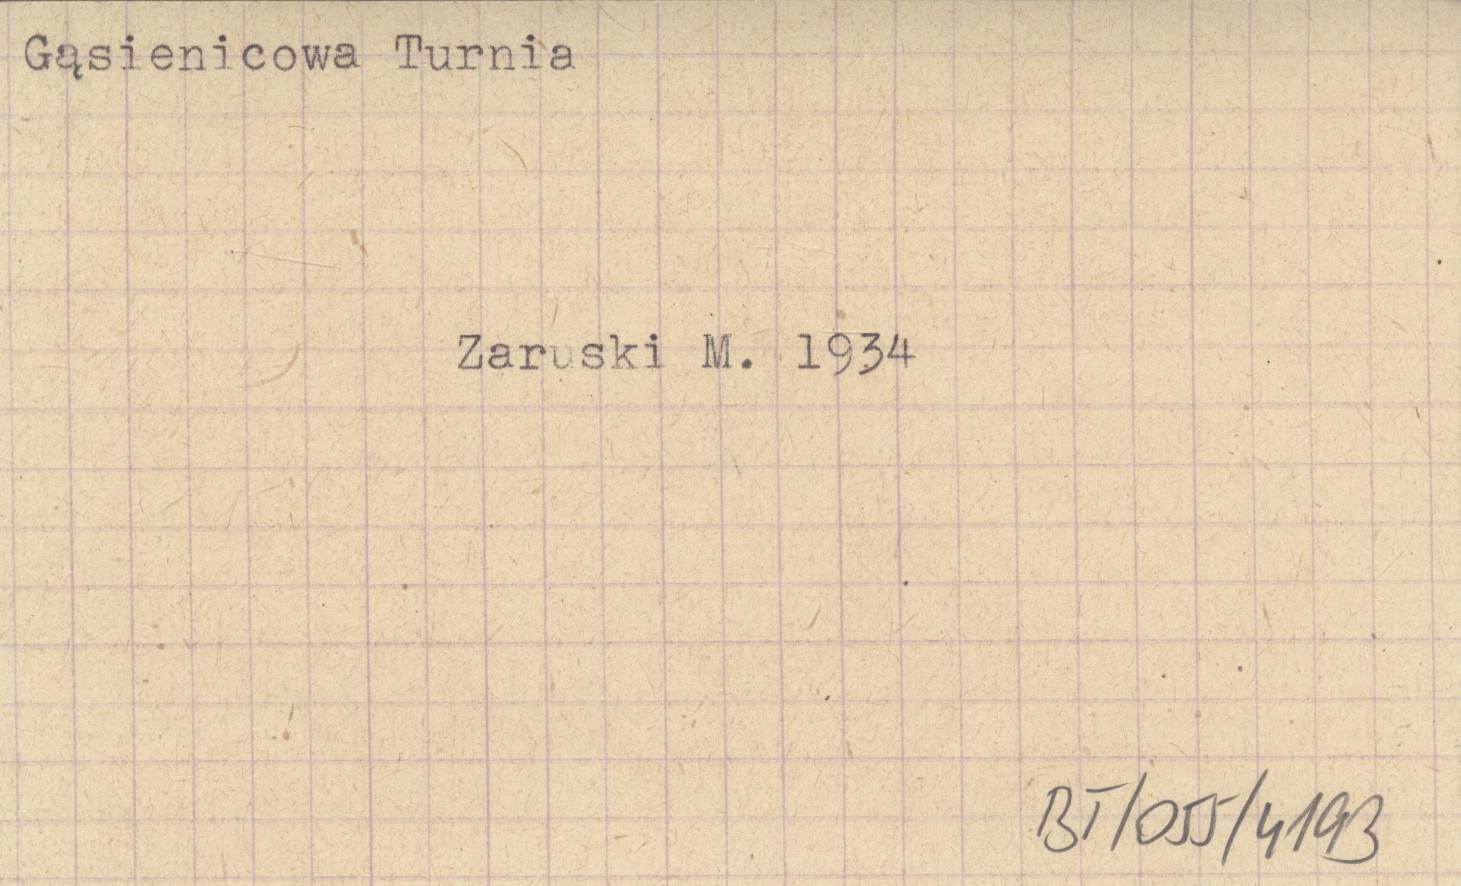 Gąsienicowa Turnia
Zaruski M. 1934
BT/055/4193